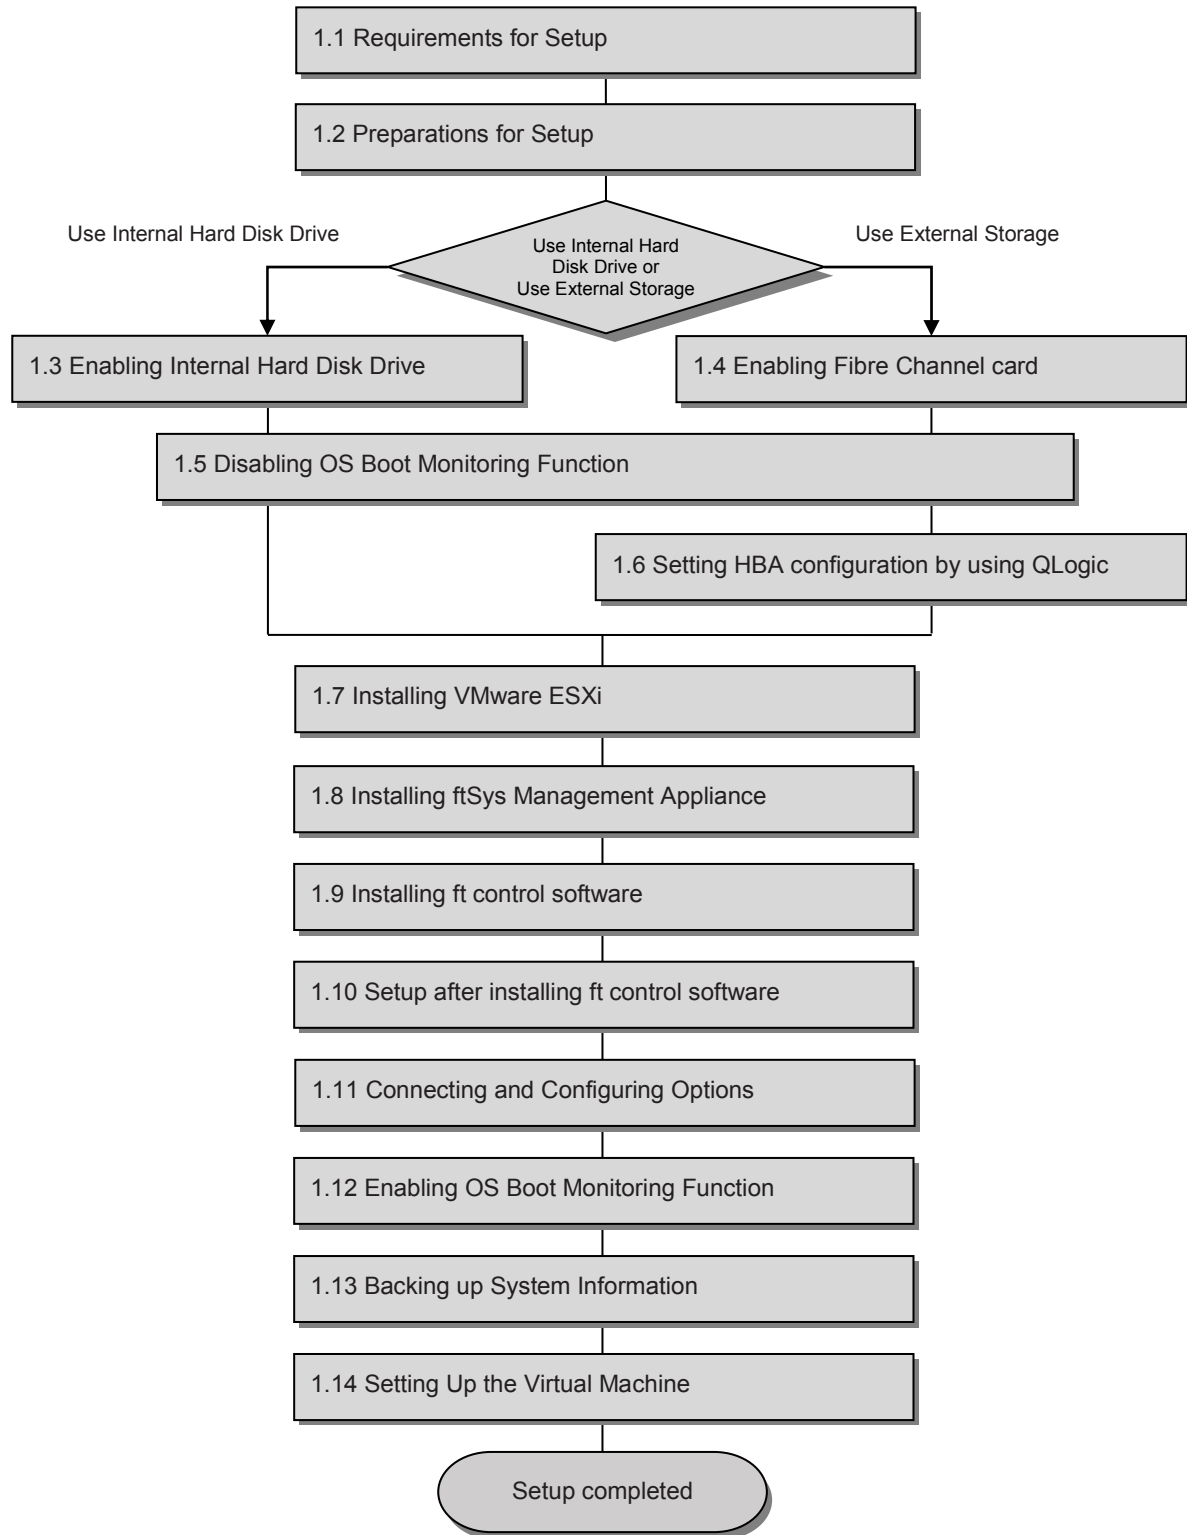 1.1 Requirements for Setup
1.2 Preparations for Setup
Use Internal Hard Disk Drive
Use Internal Hard
Disk Drive or
Use External Storage
Use External Storage
1.3 Enabling Internal Hard Disk Drive
1.4 Enabling Fibre Channel card
1.5 Disabling OS Boot Monitoring Function
1.6 Setting HBA configuration by using QLogic
1.7 Installing VMware ESXi
1.8 Installing ftSys Management Appliance
1.9 Installing ft control software
1.10 Setup after installing ft control software
1.11 Connecting and Configuring Options
1.12 Enabling OS Boot Monitoring Function
1.13 Backing up System Information
1.14 Setting Up the Virtual Machine
Setup completed